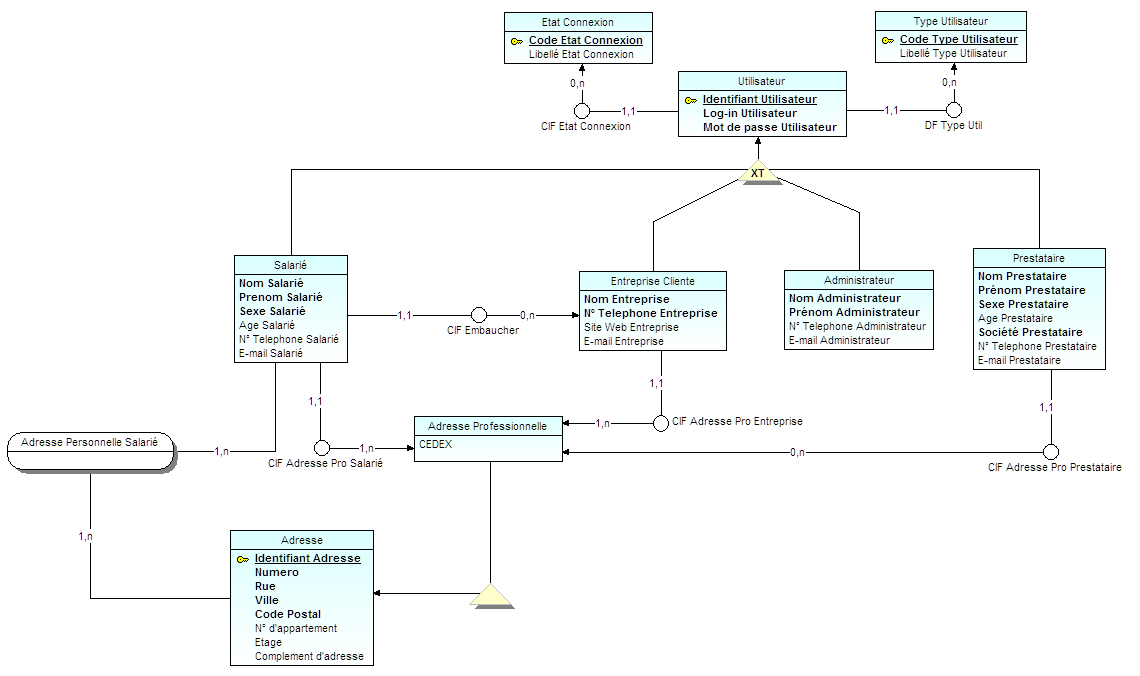 Etat Connexion
Code Etat Connexion
Libellé Etat Connexion
Type Utilisateur
Code Type Utilisateur
Libellé Type Utilisateur
0,n
0,n
Utilisateur
Identifiant Utilisateur
Log-in Utilisateur
Mot de passe Utilisateur
1,1
1,1
CIF Etat Connexion
DF Type Util
XT
Salarié
Nom Salarié
Prenom Salarié
Sexe Salarié
Age Salarié
N° Telephone Salarié
E-mail Salarié
1,1
0,n
CIF Embaucher
Entreprise Cliente
Nom Entreprise
N° Telephone Entreprise
Site Web Entreprise
E-mail Entreprise
Administrateur
Nom Administrateur
Prénom Administrateur
N° Telephone Administrateur
E-mail Administrateur
Prestataire
Nom Prestataire
Prénom Prestataire
Sexe Prestataire
Age Prestataire
Société Prestataire
N° Telephone Prestataire
E-mail Prestataire
1,1
1,1
1,1
Adresse Personnelle Salarié
1,n
1,n
CIF Adresse Pro Salarié
Adresse Professionnelle
CEDEX
1,n
CIF Adresse Pro Entreprise
0,n
CIF Adresse Pro Prestataire
1,n
Adresse
Identifiant Adresse
Numero
Rue
Ville
Code Postal
N° d'appartement
Etage
Complement d'adresse